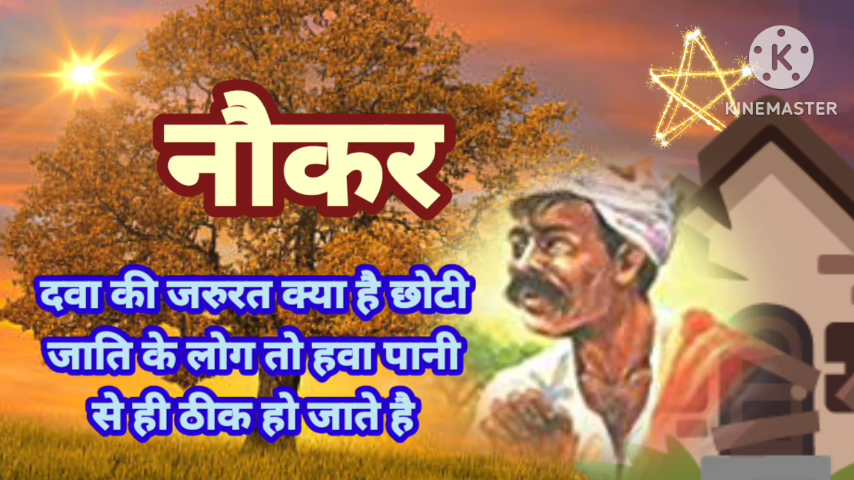 नौकर
KINEMASTER
दवा की जरुरत क्या है छोटी
जाति के लोग तो हवा पानी
से ही ठीक हो जाते है